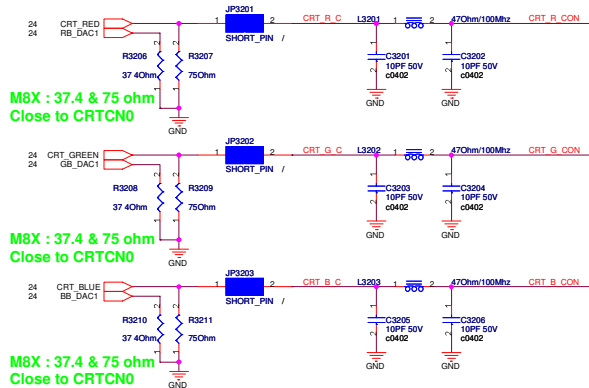 24 CRT_RED
24 RB_DAC1
JP3201
1 2
SHORT_PIN /
CRT_R_C L3201 1 2 47Ohm/100Mhz CRT_R_CON
R3206
37 4Ohm
R3207
75Ohm
C3201
10PF 50V
c0402
C3202
10PF 50V
c0402
GND
GND
GND
M8X : 37.4 & 75 ohm
Close to CRTCN0
24 CRT_GREEN
24 GB_DAC1
JP3202
1 2
SHORT_PIN /
CRT_G_C L3202 1 2 47Ohm/100Mhz CRT_G_CON
R3208
37 4Ohm
R3209
75Ohm
C3203
10PF 50V
c0402
C3204
10PF 50V
c0402
GND
GND
GND
M8X : 37.4 & 75 ohm
Close to CRTCN0
24 CRT_BLUE
24 BB_DAC1
JP3203
1 2
SHORT_PIN /
CRT_B_C L3203 1 2 47Ohm/100Mhz CRT_B_CON
R3210
37 4Ohm
R3211
75Ohm
C3205
10PF 50V
c0402
C3206
10PF 50V
c0402
GND
GND
GND
M8X : 37.4 & 75 ohm
Close to CRTCN0